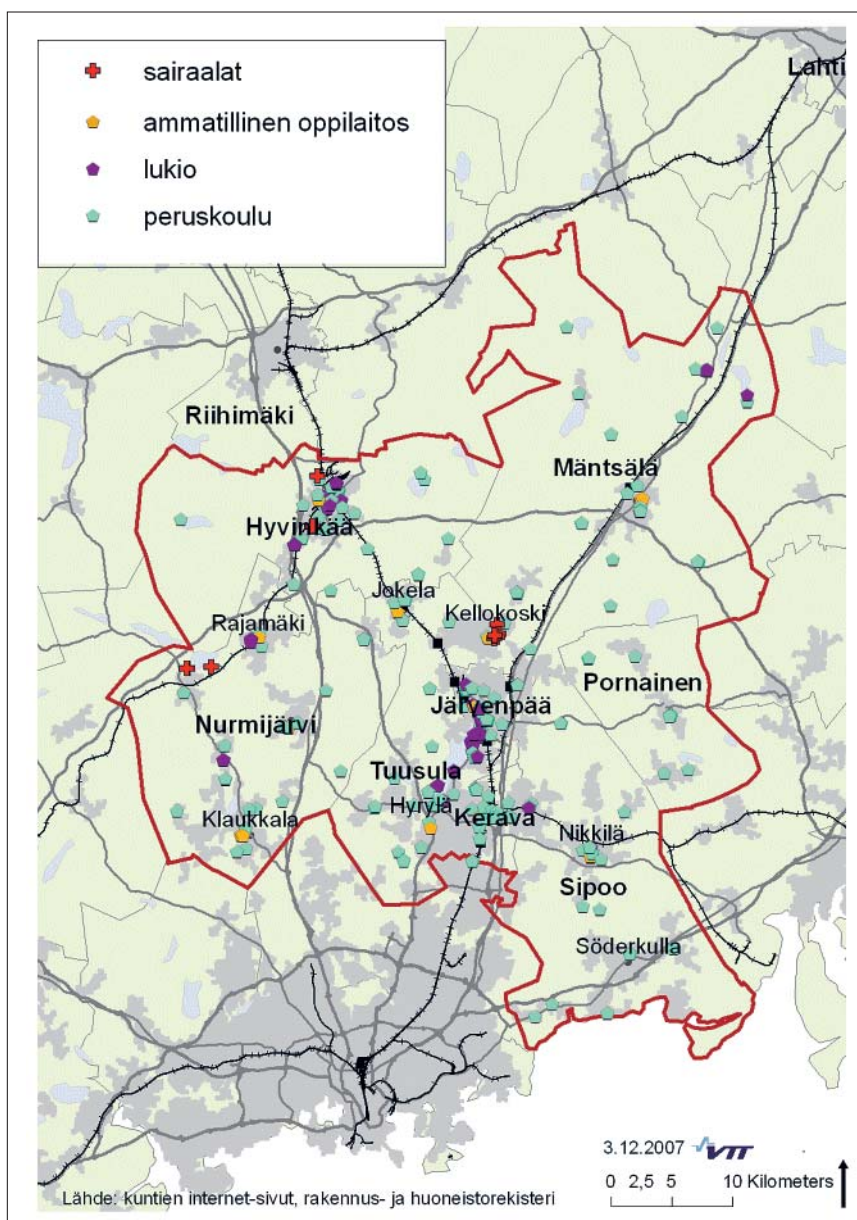 sairaalat
ammatillinen oppilaitos
lukio
peruskoulu
Lahti
Riihimäki
Mäntsälä
Hyvinkää
Jokela
Kellokoski
Rajamäki
Pornainen
Järvenpää
Nurmijärvi
Tuusula
Hyrylä
Klaukkala
Kerava
Nikkilä
Sipoo
Söderkulla
3.12.2007 VTT
0 2,5 5 10 Kilometers
Lähde: kuntien internet-sivut, rakennus- ja huoneistorekisteri